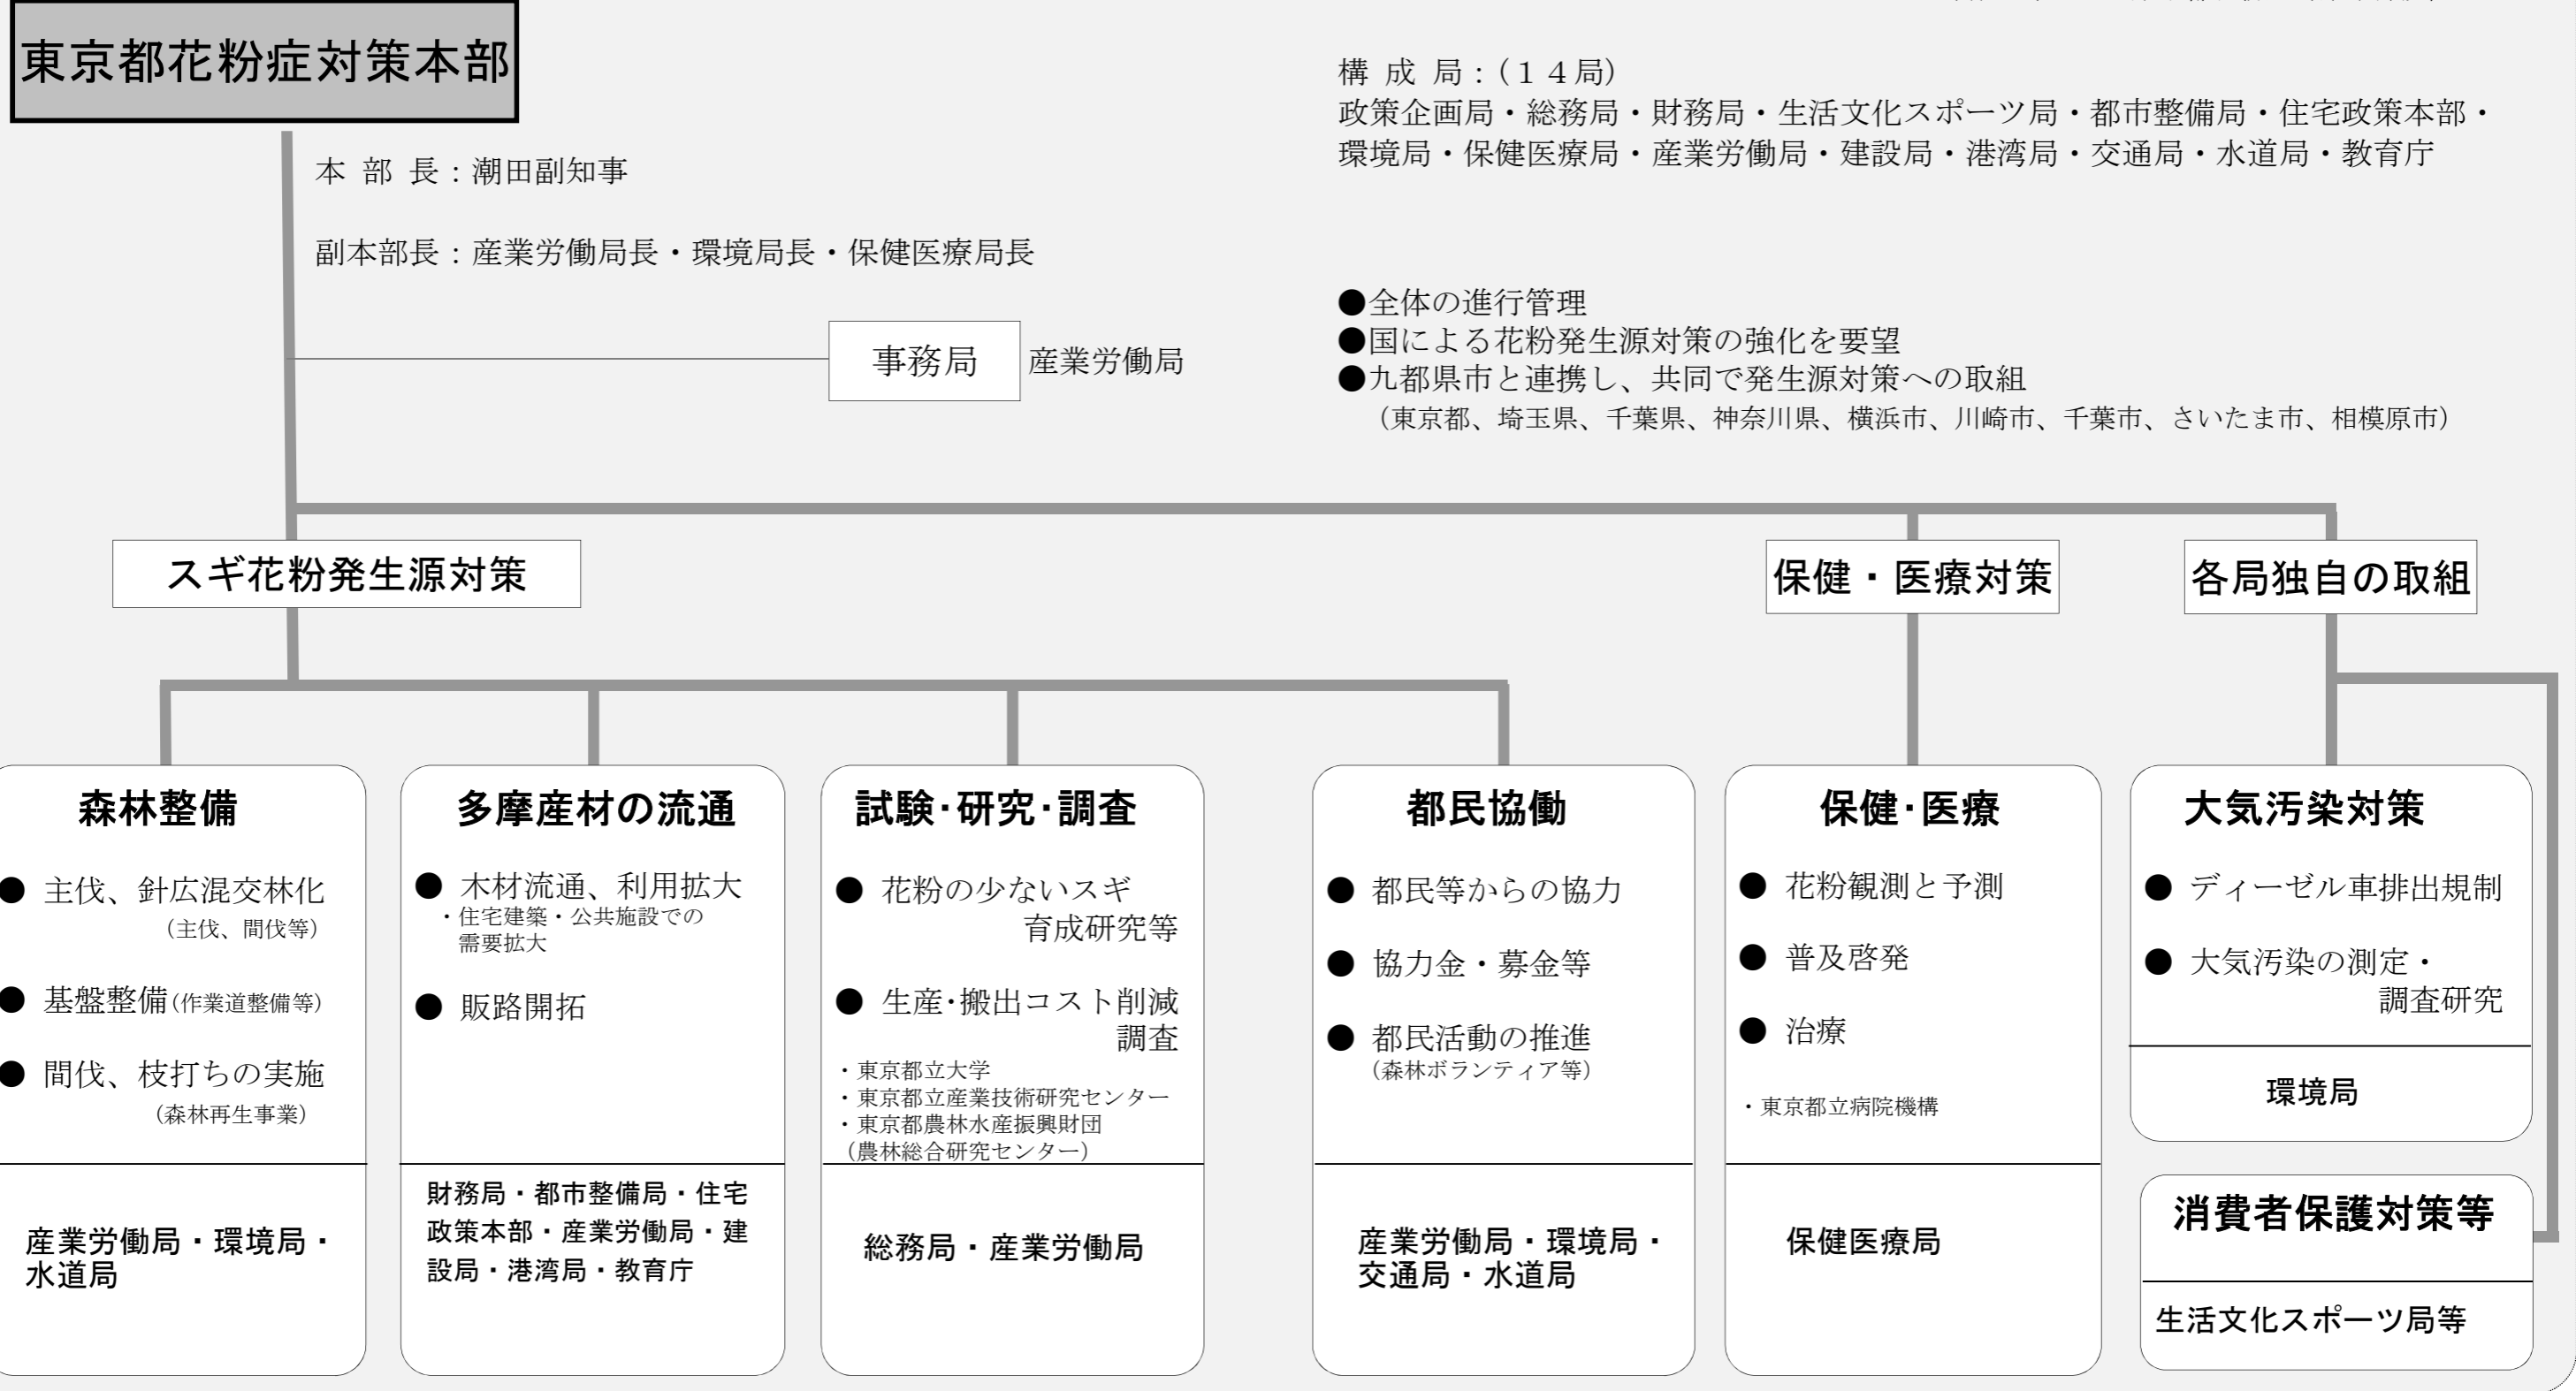 東京都花粉症対策本部
本 部 長：潮田副知事
副本部長：産業労働局長・環境局長・保健医療局長
事務局
産業労働局
構 成 局：（１４局）
政策企画局・総務局・財務局・生活文化スポーツ局・都市整備局・住宅政策本部・
環境局・保健医療局・産業労働局・建設局・港湾局・交通局・水道局・教育庁
●全体の進行管理
●国による花粉発生源対策の強化を要望
●九都県市と連携し、共同で発生源対策への取組
（東京都、埼玉県、千葉県、神奈川県、横浜市、川崎市、千葉市、さいたま市、相模原市）
スギ花粉発生源対策
保健・医療対策
各局独自の取組
森林整備
● 主伐、針広混交林化
（主伐、間伐等）
● 基盤整備（作業道整備等）
● 間伐、枝打ちの実施
（森林再生事業）
産業労働局・環境局・
水道局
多摩産材の流通
● 木材流通、利用拡大
・住宅建築・公共施設での
需要拡大
● 販路開拓
財務局・都市整備局・住宅
政策本部・産業労働局・建
設局・港湾局・教育庁
試験･研究･調査
● 花粉の少ないスギ
育成研究等
● 生産･搬出コスト削減
調査
・東京都立大学
・東京都立産業技術研究センター
・東京都農林水産振興財団
（農林総合研究センター）
総務局・産業労働局
都民協働
● 都民等からの協力
● 協力金・募金等
● 都民活動の推進
（森林ボランティア等）
産業労働局・環境局・
交通局・水道局
保健･医療
● 花粉観測と予測
● 普及啓発
● 治療
・東京都立病院機構
保健医療局
大気汚染対策
● ディーゼル車排出規制
● 大気汚染の測定・
調査研究
環境局
消費者保護対策等
生活文化スポーツ局等